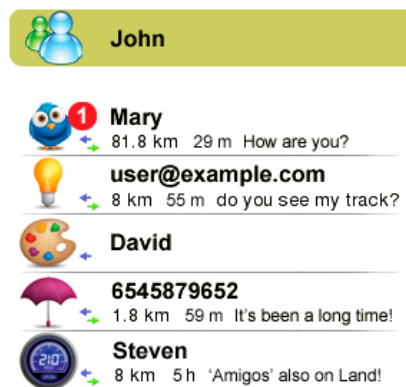 John
1
Mary
81.8 km 29 m How are you?
user@example.com
8 km 55 m do you see my track?
David
6545879652
1.8 km 59 m It's been a long time!
210
Steven
8 km 5 h ‘Amigos’ also on Land!